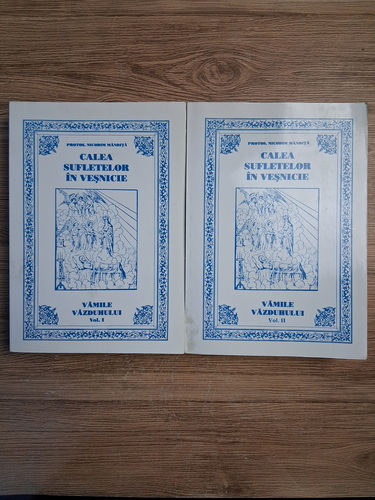 PROTOS. NICODIM MĂNDIȚĂ
CALEA
SUFLETELOR
ÎN VEȘNICIE
VĂMILE
VĂZDUHULUI
Vol. I
PROTOS. NICODIM MĂNDIȚĂ
CALEA
SUFLETELOR
ÎN VEȘNICIE
VĂMILE
VĂZDUHULUI
Vol. II